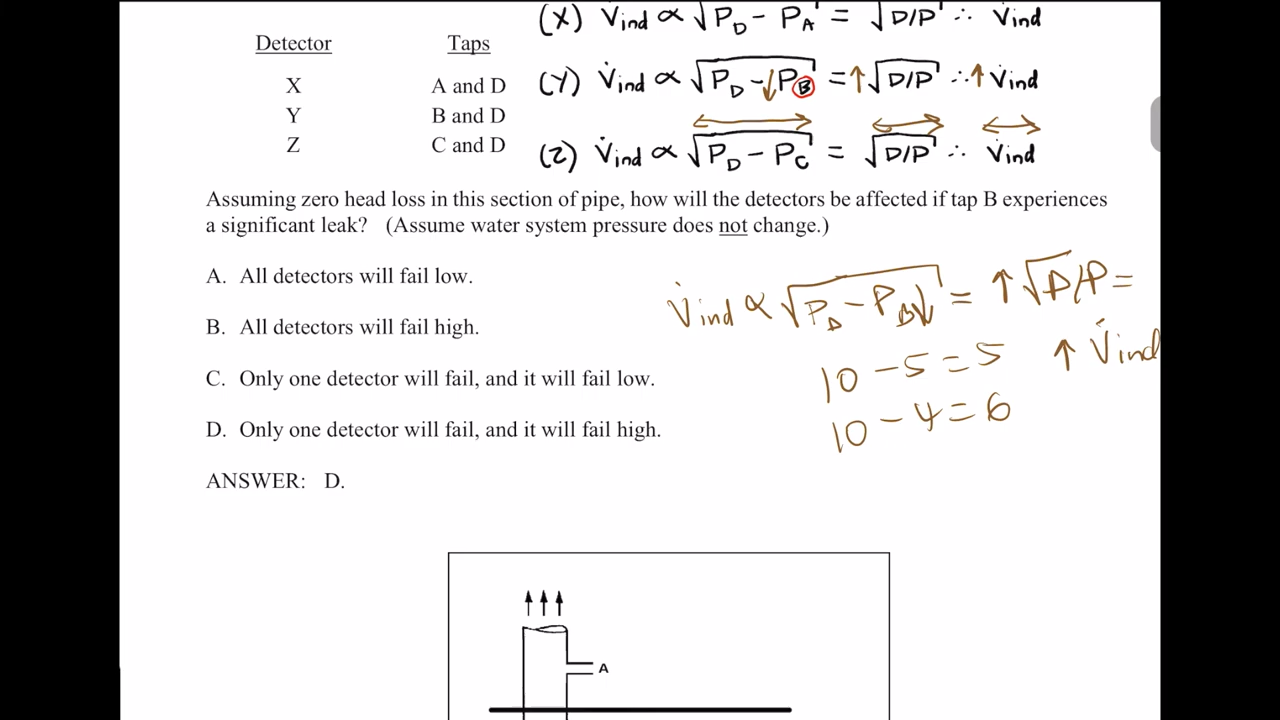 (X) V̇ind ∝ √PD − PA = √D/P ∴ V̇ind
Detector Taps
X A and D
(Y) V̇ind ∝ √PD − ↓PB = ↑√D/P ∴ ↑V̇ind
Y B and D
Z C and D
(Z) V̇ind ∝ √PD − PC = √D/P ∴ V̇ind
Assuming zero head loss in this section of pipe, how will the detectors be affected if tap B experiences
a significant leak? (Assume water system pressure does not change.)
A. All detectors will fail low.
V̇ind ∝ √PD − PB↓ = ↑√D/P =
B. All detectors will fail high.
↑ V̇ind
10 − 5 = 5
C. Only one detector will fail, and it will fail low.
10 − 4 = 6
D. Only one detector will fail, and it will fail high.
ANSWER: D.
A